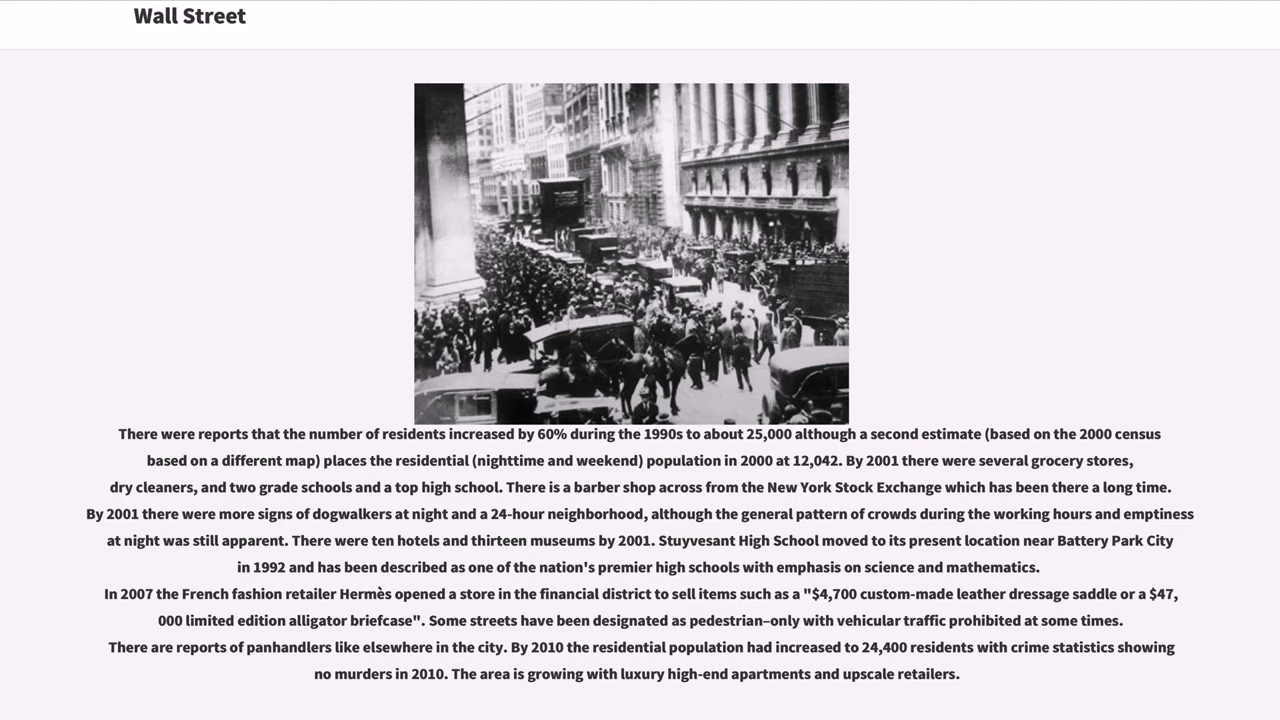 Wall Street
There were reports that the number of residents increased by 60% during the 1990s to about 25,000 although a second estimate (based on the 2000 census
based on a different map) places the residential (nighttime and weekend) population in 2000 at 12,042. By 2001 there were several grocery stores,
dry cleaners, and two grade schools and a top high school. There is a barber shop across from the New York Stock Exchange which has been there a long time.
By 2001 there were more signs of dogwalkers at night and a 24-hour neighborhood, although the general pattern of crowds during the working hours and emptiness
at night was still apparent. There were ten hotels and thirteen museums by 2001. Stuyvesant High School moved to its present location near Battery Park City
in 1992 and has been described as one of the nation's premier high schools with emphasis on science and mathematics.
In 2007 the French fashion retailer Hermès opened a store in the financial district to sell items such as a "$4,700 custom-made leather dressage saddle or a $47,
000 limited edition alligator briefcase". Some streets have been designated as pedestrian–only with vehicular traffic prohibited at some times.
There are reports of panhandlers like elsewhere in the city. By 2010 the residential population had increased to 24,400 residents with crime statistics showing
no murders in 2010. The area is growing with luxury high-end apartments and upscale retailers.